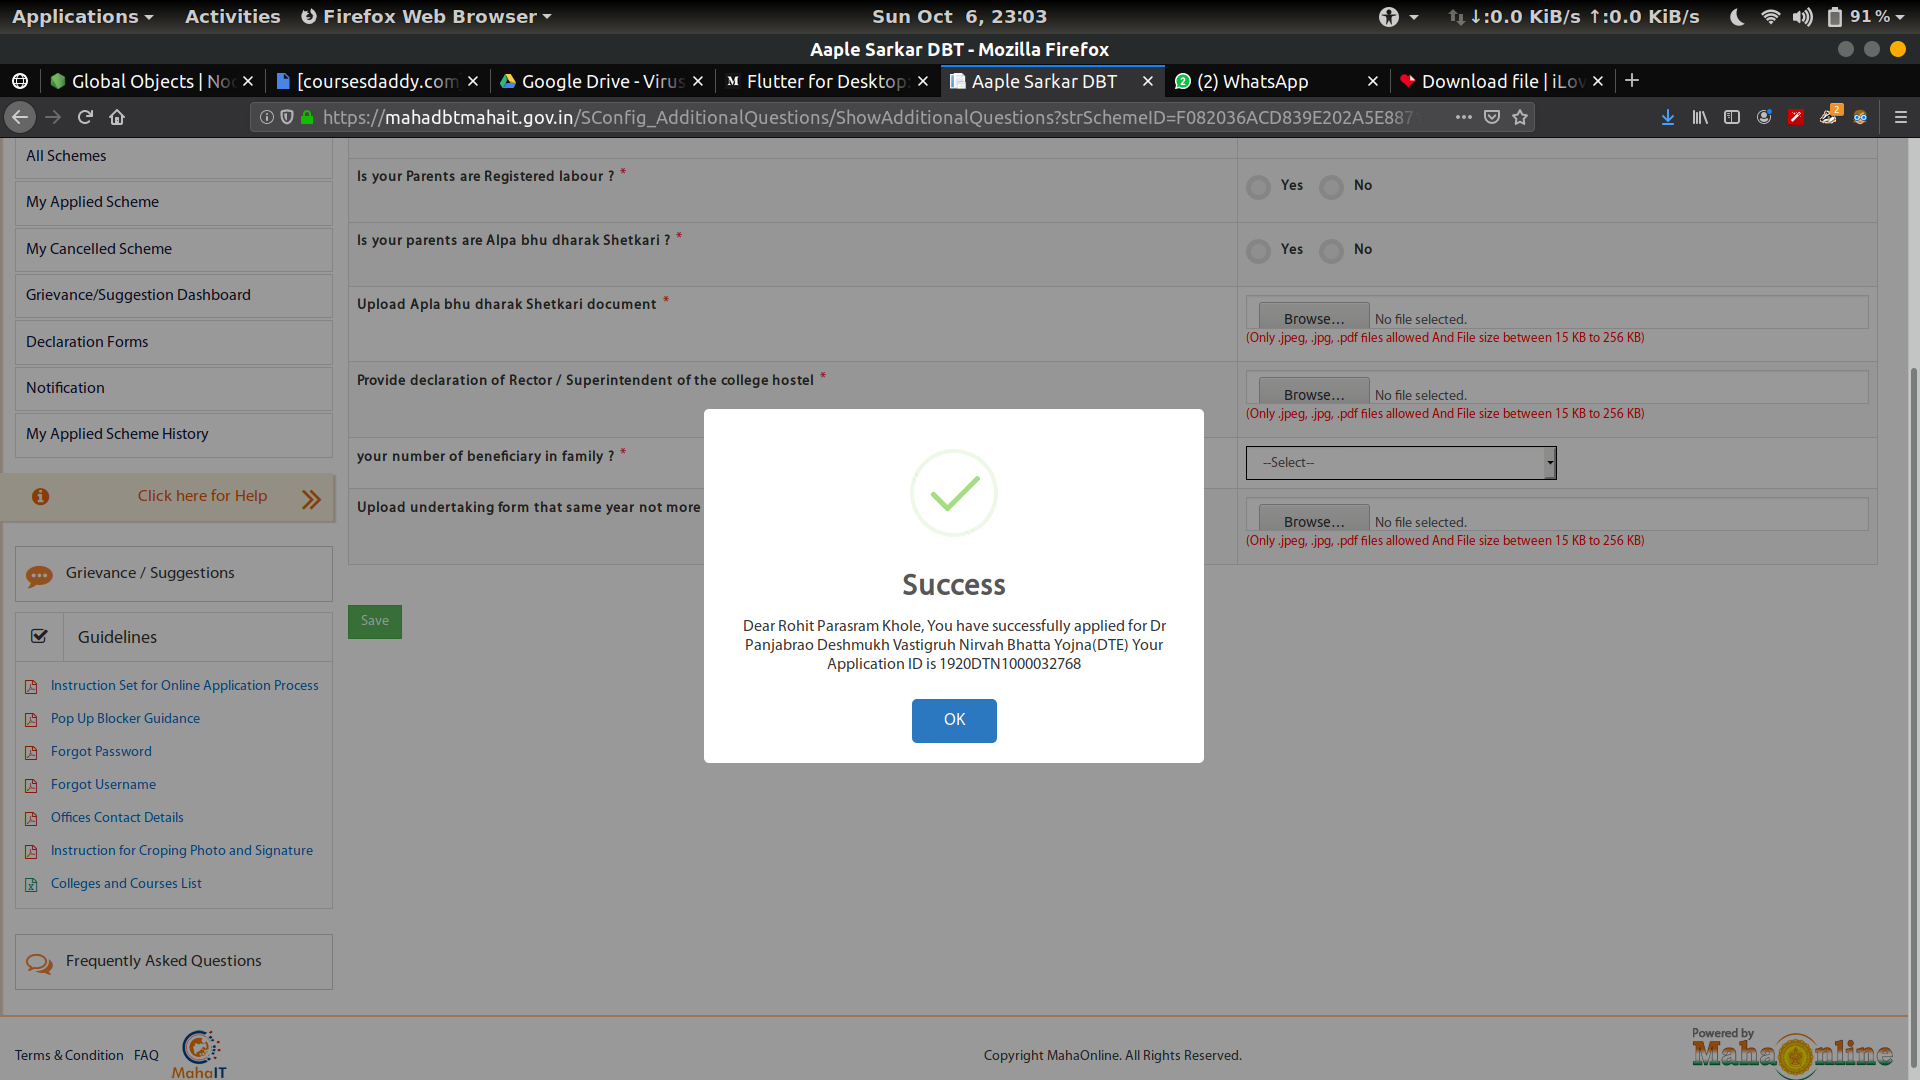 Applications Activities Firefox Web Browser Sun Oct 6, 23:03 ↓:0.0 KiB/s ↑:0.0 KiB/s 91 %
Aaple Sarkar DBT - Mozilla Firefox
Global Objects | No [coursesdaddy.com Google Drive - Virus Flutter for Desktop: Aaple Sarkar DBT (2) WhatsApp Download file | iLov
https://mahadbtmahait.gov.in/SConfig_AdditionalQuestions/ShowAdditionalQuestions?strSchemeID=F082036ACD839E202A5E887 2
All Schemes
My Applied Scheme
My Cancelled Scheme
Grievance/Suggestion Dashboard
Declaration Forms
Notification
My Applied Scheme History
Click here for Help
Grievance / Suggestions
Guidelines
Instruction Set for Online Application Process
Pop Up Blocker Guidance
Forgot Password
Forgot Username
Offices Contact Details
Instruction for Croping Photo and Signature
Colleges and Courses List
Frequently Asked Questions
Is your Parents are Registered labour ? * Yes No
Is your parents are Alpa bhu dharak Shetkari ? * Yes No
Upload Apla bhu dharak Shetkari document * Browse... No file selected.
(Only .jpeg, .jpg, .pdf files allowed And File size between 15 KB to 256 KB)
Provide declaration of Rector / Superintendent of the college hostel * Browse... No file selected.
(Only .jpeg, .jpg, .pdf files allowed And File size between 15 KB to 256 KB)
your number of beneficiary in family ? * --Select--
Upload undertaking form that same year not more Browse... No file selected.
(Only .jpeg, .jpg, .pdf files allowed And File size between 15 KB to 256 KB)
Save
Success
Dear Rohit Parasram Khole, You have successfully applied for Dr
Panjabrao Deshmukh Vastigruh Nirvah Bhatta Yojna(DTE) Your
Application ID is 1920DTN1000032768
OK
Terms & Condition FAQ MahaIT Copyright MahaOnline. All Rights Reserved. Powered by
MahaOnline